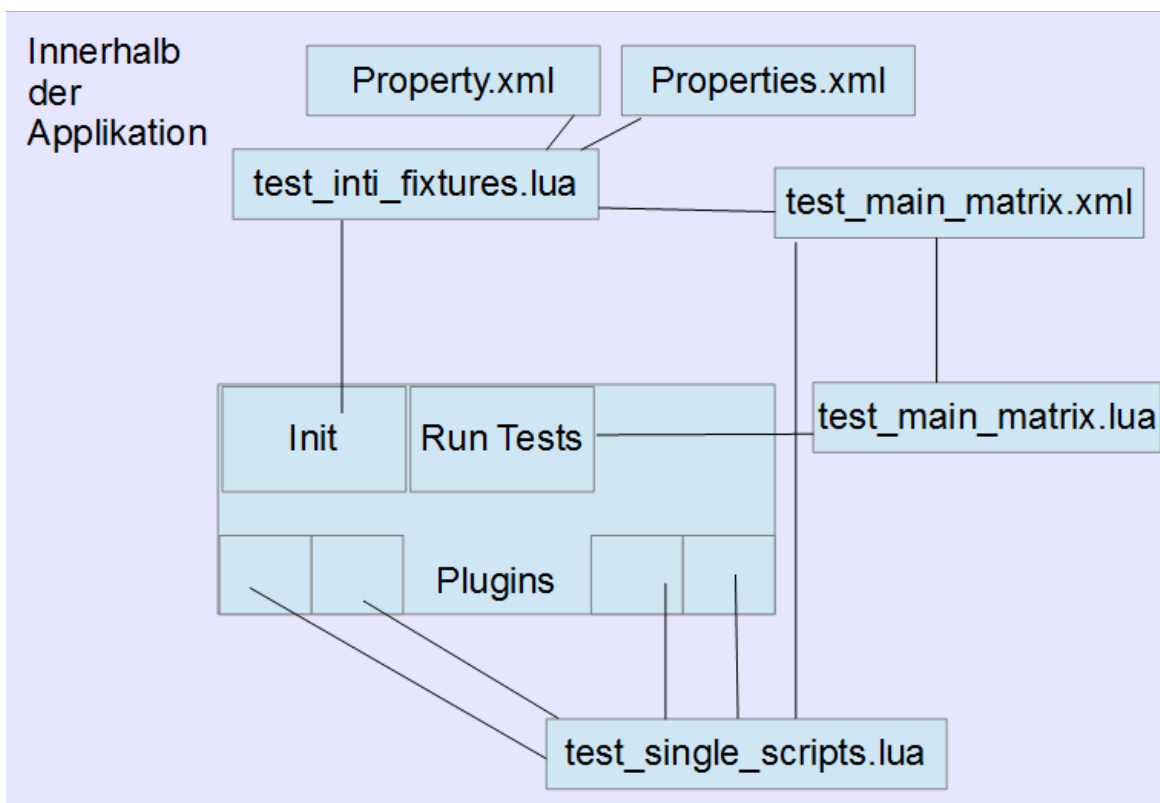 Innerhalb
der
Applikation
Property.xml
Properties.xml
test_inti_fixtures.lua
test_main_matrix.xml
test_main_matrix.lua
Init
Run Tests
Plugins
test_single_scripts.lua